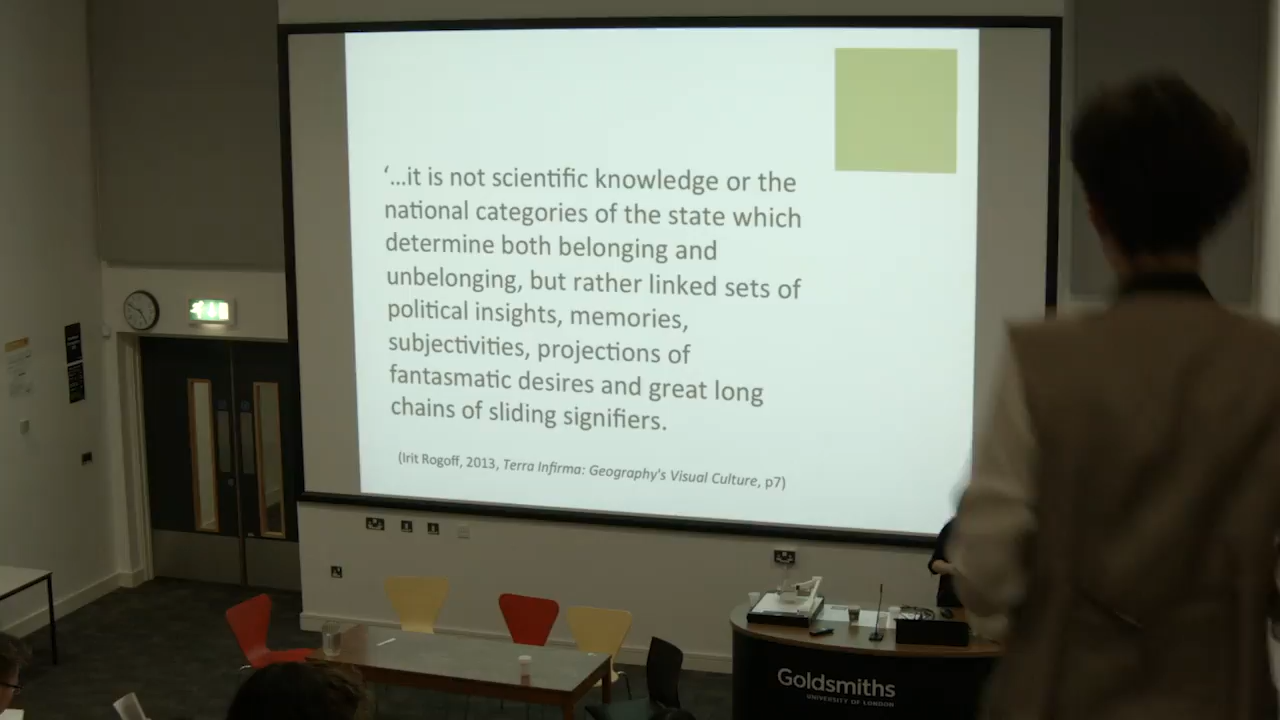 ‘...it is not scientific knowledge or the
national categories of the state which
determine both belonging and
unbelonging, but rather linked sets of
political insights, memories,
subjectivities, projections of
fantasmatic desires and great long
chains of sliding signifiers.
(Irit Rogoff, 2013, Terra Infirma: Geography's Visual Culture, p7)
Goldsmiths
UNIVERSITY OF LONDON